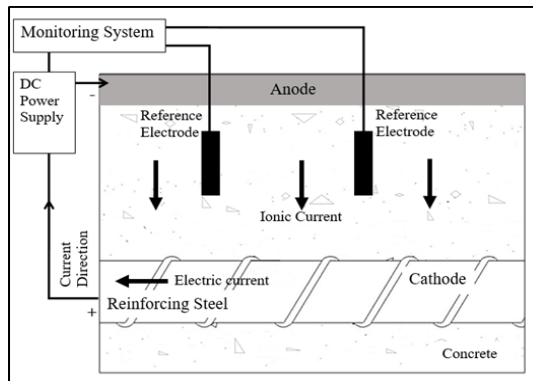 Monitoring System
DC
Power
Supply
-
Anode
Reference
Electrode
Reference
Electrode
Ionic Current
Current
Direction
Electric current
Cathode
Reinforcing Steel
+
Concrete